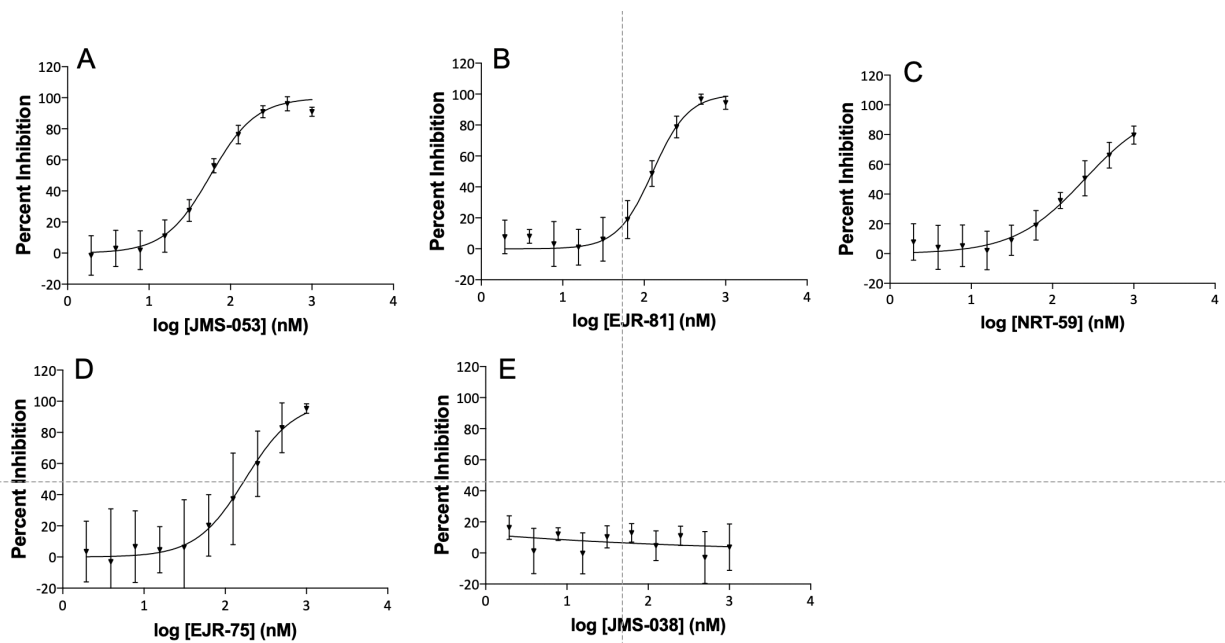 A
Percent Inhibition
120
100
80
60
40
20
0
-20
0 1 2 3 4
log [JMS-053] (nM)
B
Percent Inhibition
120
100
80
60
40
20
0
-20
0 1 2 3 4
log [EJR-81] (nM)
C
Percent Inhibition
120
100
80
60
40
20
0
-20
0 1 2 3 4
log [NRT-59] (nM)
D
Percent Inhibition
120
100
80
60
40
20
0
-20
0 1 2 3 4
log [EJR-75] (nM)
E
Percent Inhibition
120
100
80
60
40
20
0
-20
0 1 2 3 4
log [JMS-038] (nM)